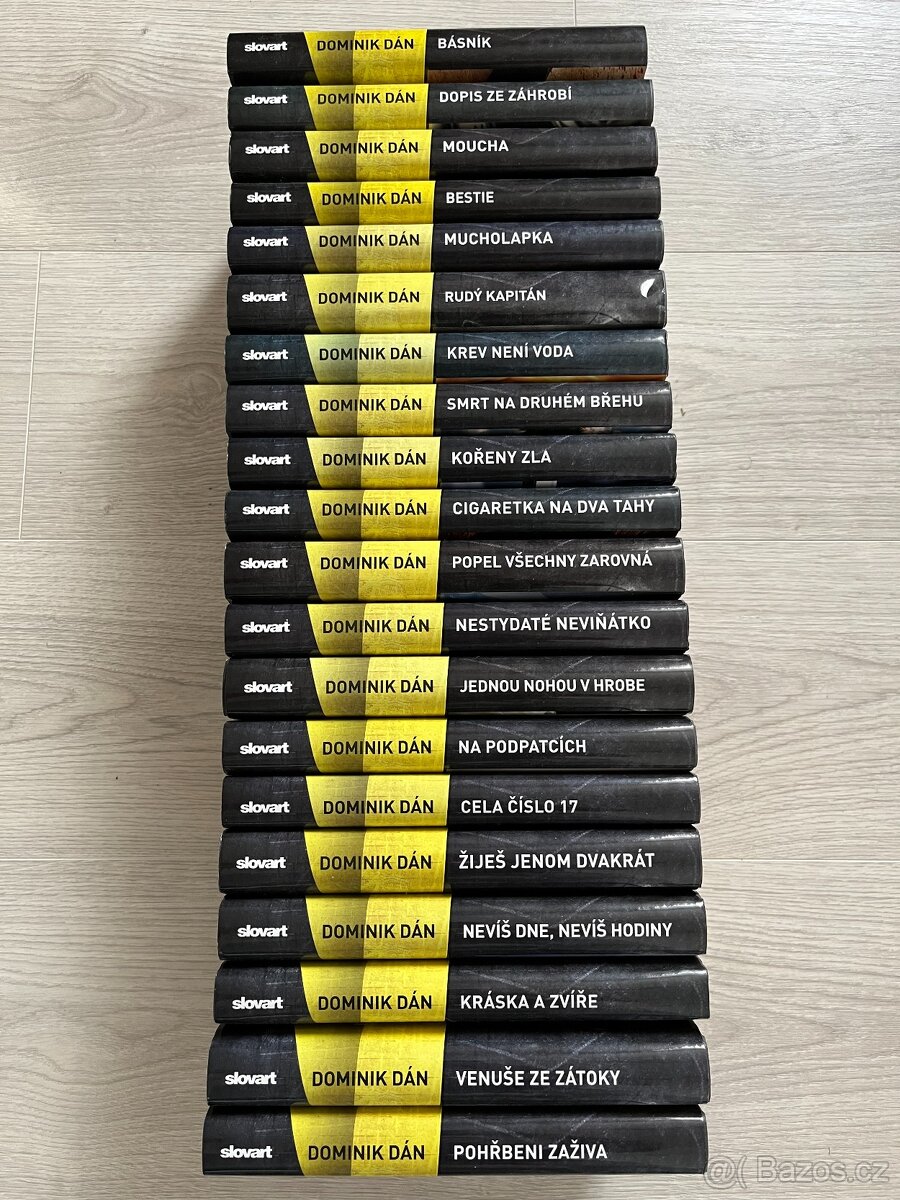 slovart DOMINIK DÁN BÁSNÍK
slovart DOMINIK DÁN DOPIS ZE ZÁHROBÍ
slovart DOMINIK DÁN MOUCHA
slovart DOMINIK DÁN BESTIE
slovart DOMINIK DÁN MUCHOLAPKA
slovart DOMINIK DÁN RUDÝ KAPITÁN
slovart DOMINIK DÁN KREV NENÍ VODA
slovart DOMINIK DÁN SMRT NA DRUHÉM BŘEHU
slovart DOMINIK DÁN KOŘENY ZLA
slovart DOMINIK DÁN CIGARETKA NA DVA TAHY
slovart DOMINIK DÁN POPEL VŠECHNY ZAROVNÁ
slovart DOMINIK DÁN NESTYDATÉ NEVIŇÁTKO
slovart DOMINIK DÁN JEDNOU NOHOU V HROBE
slovart DOMINIK DÁN NA PODPATCÍCH
slovart DOMINIK DÁN CELA ČÍSLO 17
slovart DOMINIK DÁN ŽIJEŠ JENOM DVAKRÁT
slovart DOMINIK DÁN NEVÍŠ DNE, NEVÍŠ HODINY
slovart DOMINIK DÁN KRÁSKA A ZVÍŘE
slovart DOMINIK DÁN VENUŠE ZE ZÁTOKY
slovart DOMINIK DÁN POHŘBENI ZAŽIVA
Bazos.cz